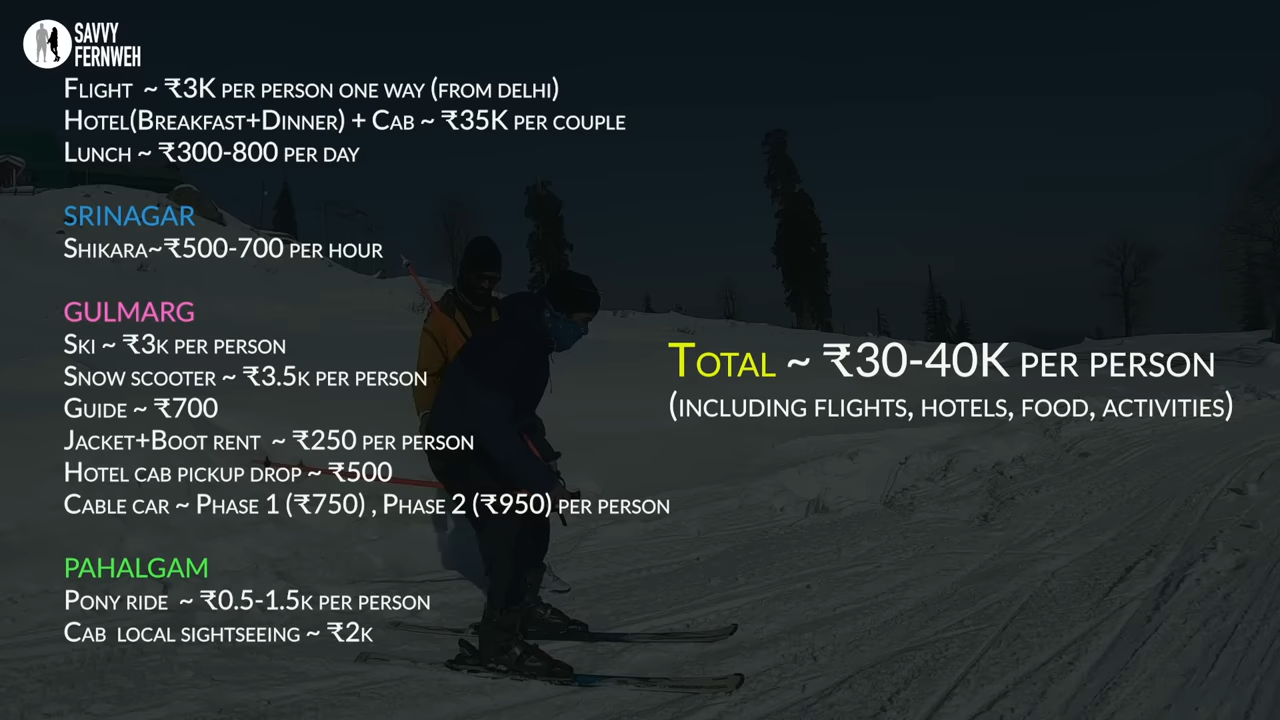 SAVVY
FERNWEH
FLIGHT ~ ₹3K PER PERSON ONE WAY (FROM DELHI)
HOTEL(BREAKFAST+DINNER) + CAB ~ ₹35K PER COUPLE
LUNCH ~ ₹300-800 PER DAY
SRINAGAR
SHIKARA~₹500-700 PER HOUR
GULMARG
SKI ~ ₹3K PER PERSON
SNOW SCOOTER ~ ₹3.5K PER PERSON
GUIDE ~ ₹700
JACKET+BOOT RENT ~ ₹250 PER PERSON
HOTEL CAB PICKUP DROP ~ ₹500
CABLE CAR ~ PHASE 1 (₹750) , PHASE 2 (₹950) PER PERSON
PAHALGAM
PONY RIDE ~ ₹0.5-1.5K PER PERSON
CAB LOCAL SIGHTSEEING ~ ₹2K
TOTAL ~ ₹30-40K PER PERSON
(INCLUDING FLIGHTS, HOTELS, FOOD, ACTIVITIES)